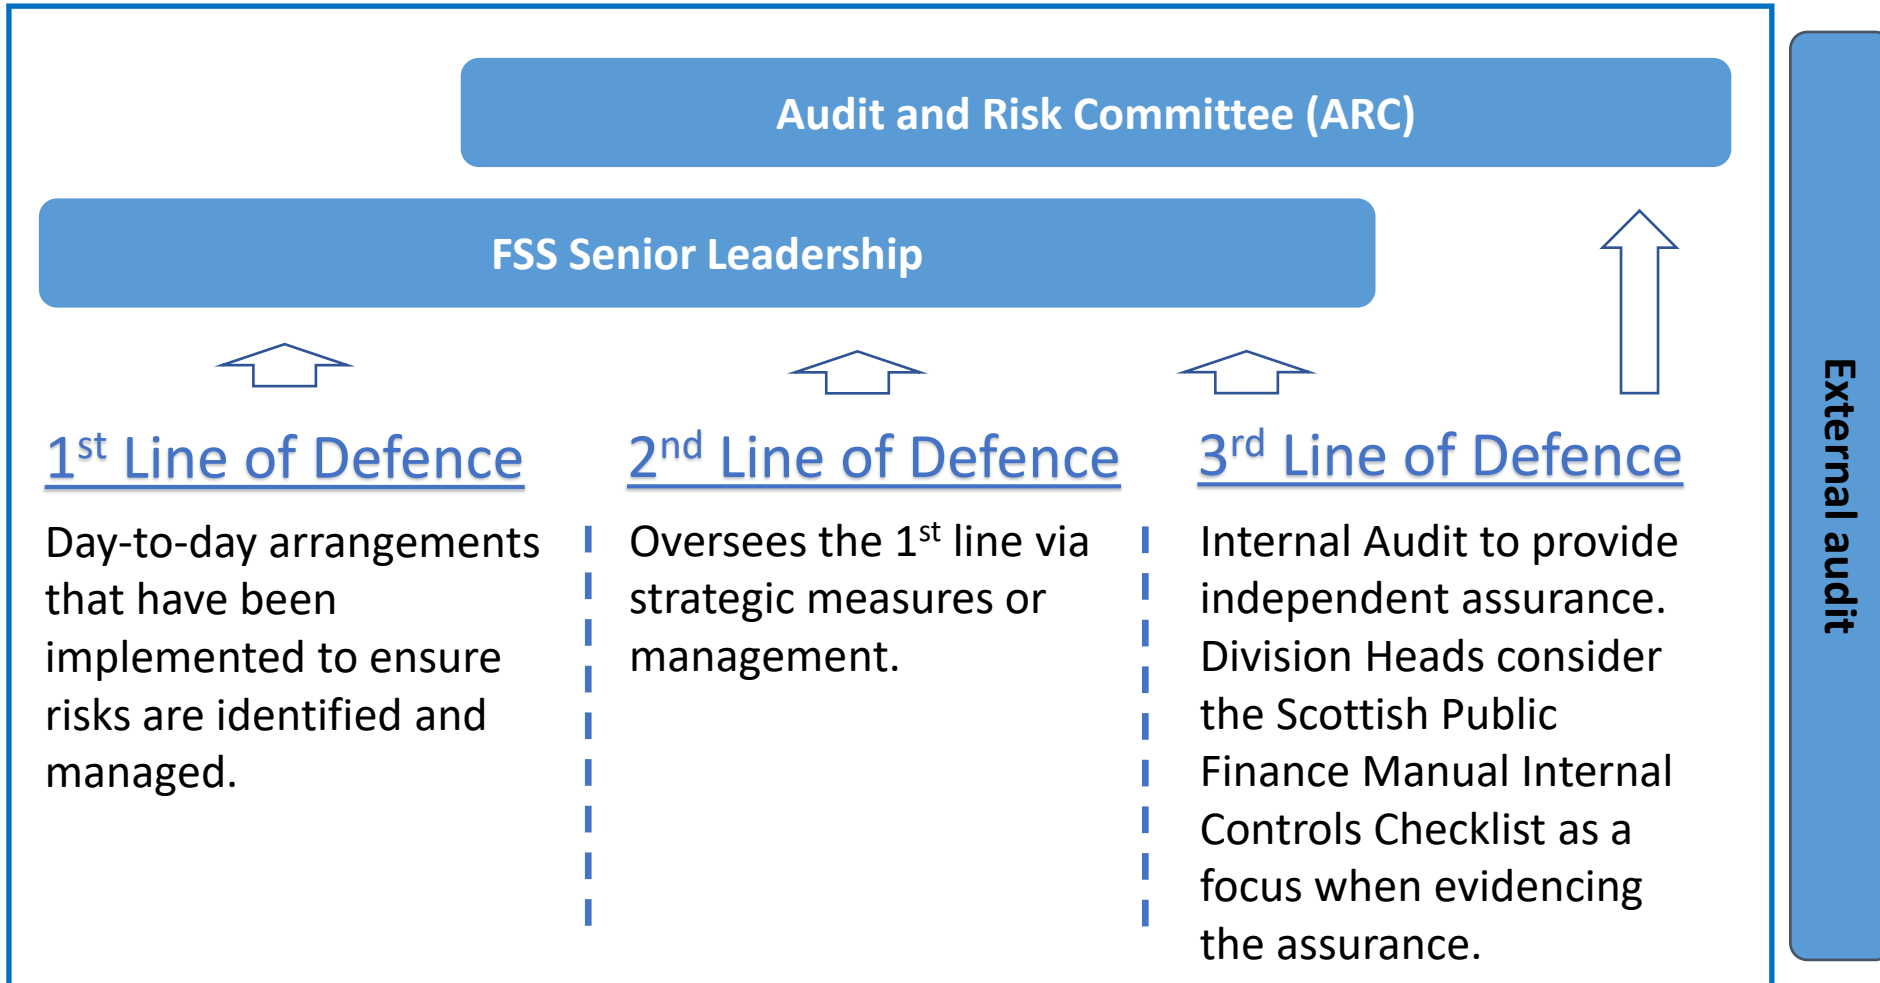 Audit and Risk Committee (ARC)
FSS Senior Leadership
1st Line of Defence
Day-to-day arrangements
that have been
implemented to ensure
risks are identified and
managed.
2nd Line of Defence
Oversees the 1st line via
strategic measures or
management.
3rd Line of Defence
Internal Audit to provide
independent assurance.
Division Heads consider
the Scottish Public
Finance Manual Internal
Controls Checklist as a
focus when evidencing
the assurance.
External audit